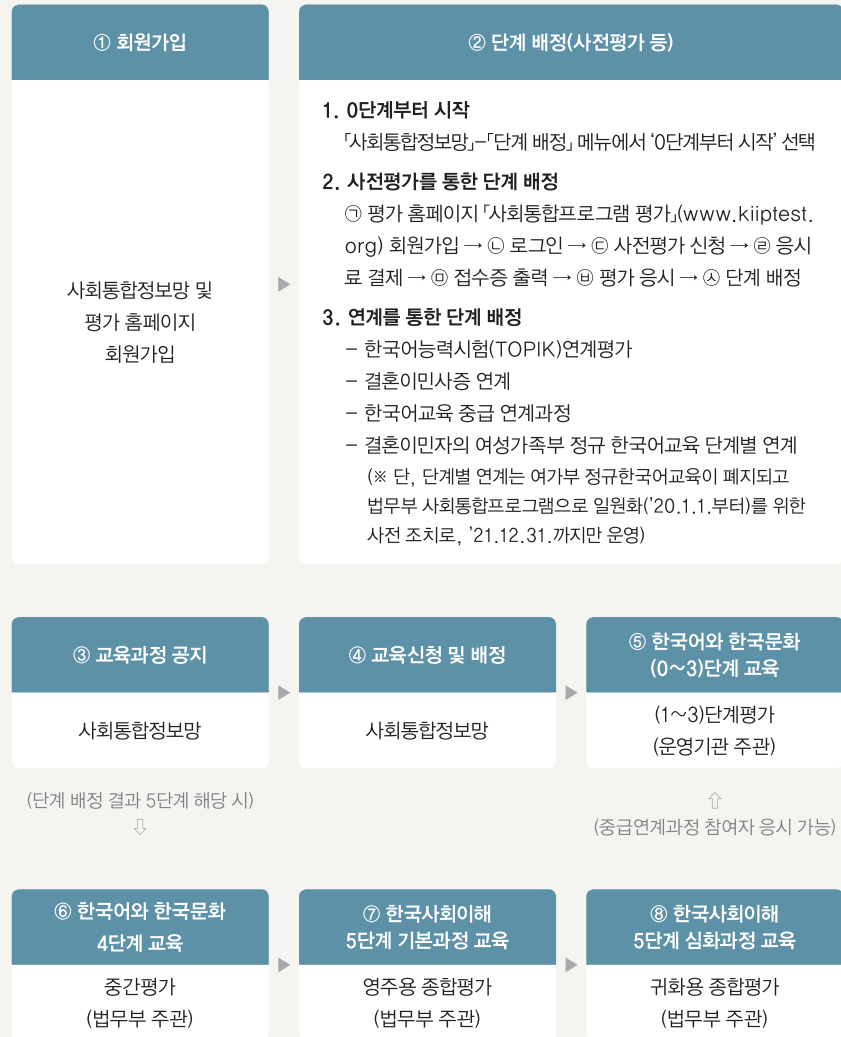 ① 회원가입
사회통합정보망 및
평가 홈페이지
회원가입
② 단계 배정(사전평가 등)
1. 0단계부터 시작
「사회통합정보망」-「단계 배정」 메뉴에서 ‘0단계부터 시작’ 선택
2. 사전평가를 통한 단계 배정
㉠ 평가 홈페이지 「사회통합프로그램 평가」(www.kiiptest.
org) 회원가입 → ㉡ 로그인 → ㉢ 사전평가 신청 → ㉣ 응시
료 결제 → ㉤ 접수증 출력 → ㉥ 평가 응시 → ㉦ 단계 배정
3. 연계를 통한 단계 배정
- 한국어능력시험(TOPIK)연계평가
- 결혼이민사증 연계
- 한국어교육 중급 연계과정
- 결혼이민자의 여성가족부 정규 한국어교육 단계별 연계
(※ 단, 단계별 연계는 여가부 정규한국어교육이 폐지되고
법무부 사회통합프로그램으로 일원화(’20.1.1.부터)를 위한
사전 조치로, ’21.12.31.까지만 운영)
③ 교육과정 공지
사회통합정보망
(단계 배정 결과 5단계 해당 시)
④ 교육신청 및 배정
사회통합정보망
⑤ 한국어와 한국문화
(0~3)단계 교육
(1~3)단계평가
(운영기관 주관)
(중급연계과정 참여자 응시 가능)
⑥ 한국어와 한국문화
4단계 교육
중간평가
(법무부 주관)
⑦ 한국사회이해
5단계 기본과정 교육
영주용 종합평가
(법무부 주관)
⑧ 한국사회이해
5단계 심화과정 교육
귀화용 종합평가
(법무부 주관)